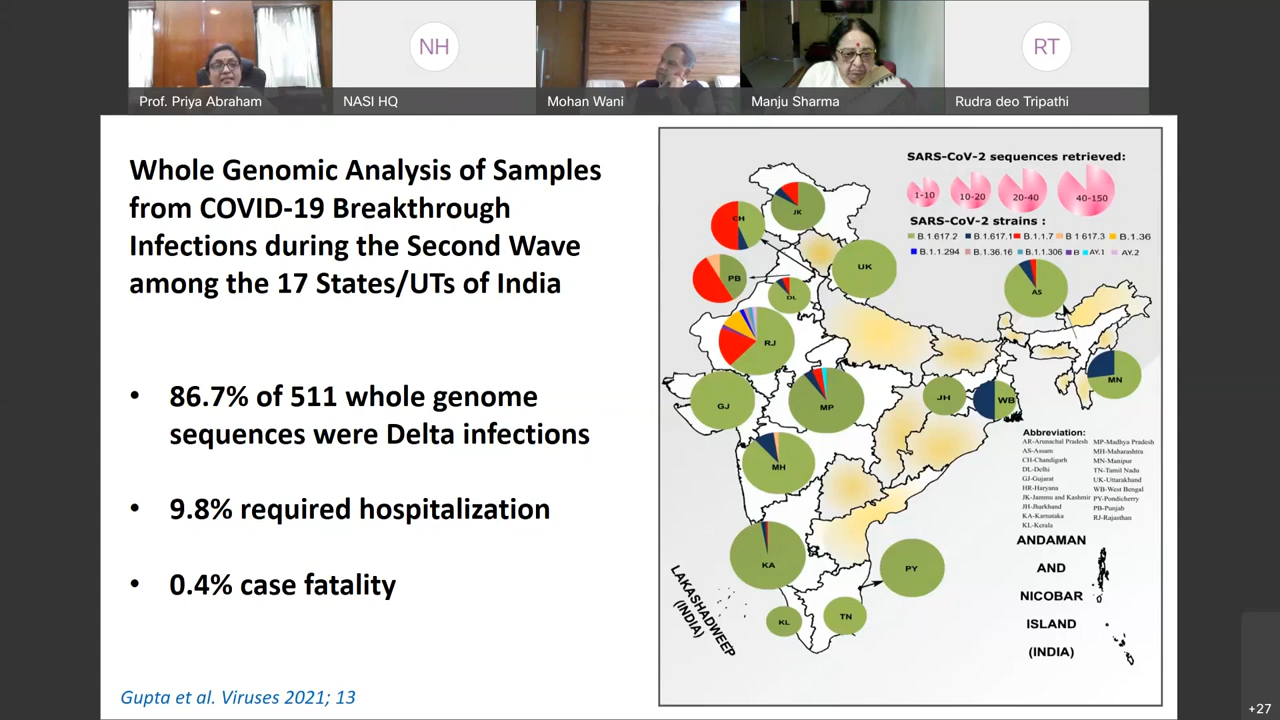 NH
RT
Prof. Priya Abraham
NASI HQ
Mohan Wani
Manju Sharma
Rudra deo Tripathi
Whole Genomic Analysis of Samples
from COVID-19 Breakthrough
Infections during the Second Wave
among the 17 States/UTs of India
• 86.7% of 511 whole genome
sequences were Delta infections
• 9.8% required hospitalization
• 0.4% case fatality
Gupta et al. Viruses 2021; 13
SARS-CoV-2 sequences retrieved:
1-10
10-20
20-40
40-150
SARS-CoV-2 strains :
B.1 617.2
B.1.617.1
B.1.1.7
B 1 617.3
B.1.36
B.1.1.294
B.1.36.16
B.1.1.306
B
AY.1
AY.2
JK
CH
UK
PB
DL
AS
RJ
MN
GJ
MP
JH
WB
MH
KA
PY
KL
TN
Abbreviation:
AR-Arunachal Pradesh
AS-Assam
CH-Chandigarh
DL-Delhi
GJ-Gujarat
HR-Haryana
JK-Jammu and Kashmir
JH-Jharkhand
KA-Karnataka
KL-Kerala
MP-Madhya Pradesh
MH-Maharashtra
MN-Manipur
TN-Tamil Nadu
UK-Uttarakhand
WB-West Bengal
PY-Pondicherry
PB-Punjab
RJ-Rajasthan
LAKASHADWEEP
(INDIA)
ANDAMAN
AND
NICOBAR
ISLAND
(INDIA)
+27